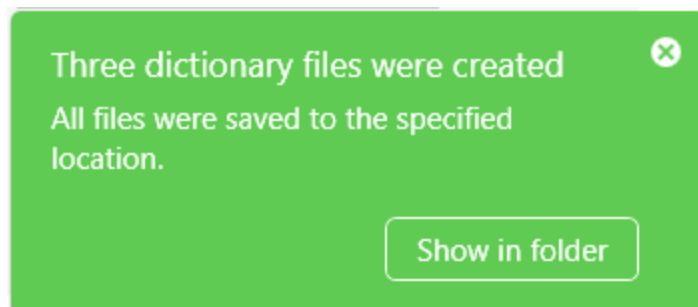 Three dictionary files were created
All files were saved to the specified
location.
Show in folder